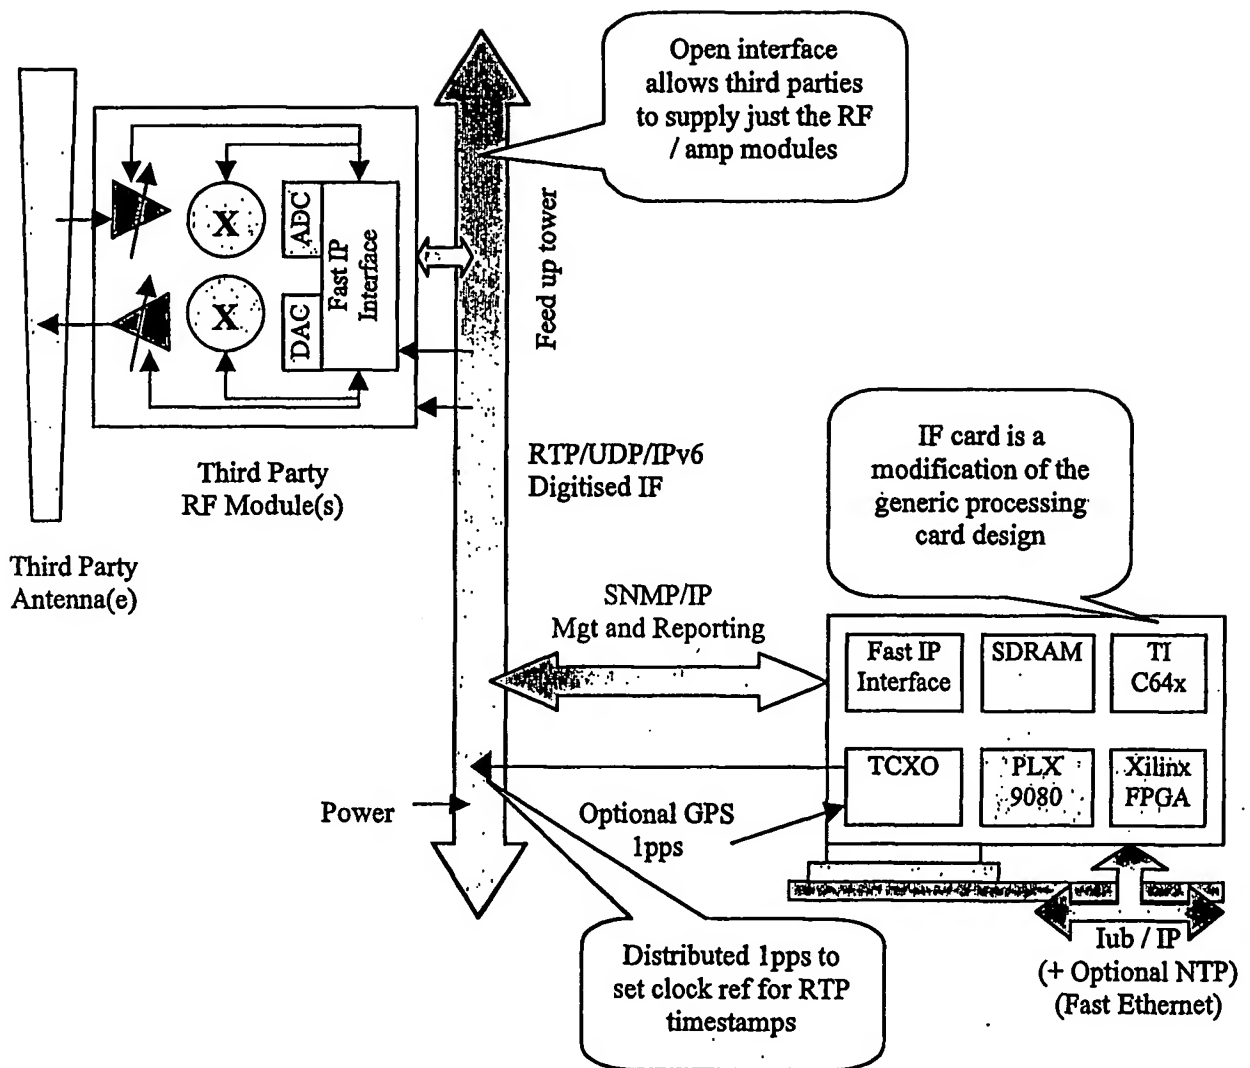 Open interface
allows third parties
to supply just the RF
/ amp modules
X
ADC
Fast IP
Interface
X
DAC
Feed up tower
Third Party
RF Module(s)
RTP/UDP/IPv6
Digitised IF
Third Party
Antenna(e)
IF card is a
modification of the
generic processing
card design
SNMP/IP
Mgt and Reporting
Fast IP
Interface
SDRAM
TI
C64x
TCXO
PLX
9080
Xilinx
FPGA
Power
Optional GPS
1pps
Distributed 1pps to
set clock ref for RTP
timestamps
Iub / IP
(+ Optional NTP)
(Fast Ethernet)